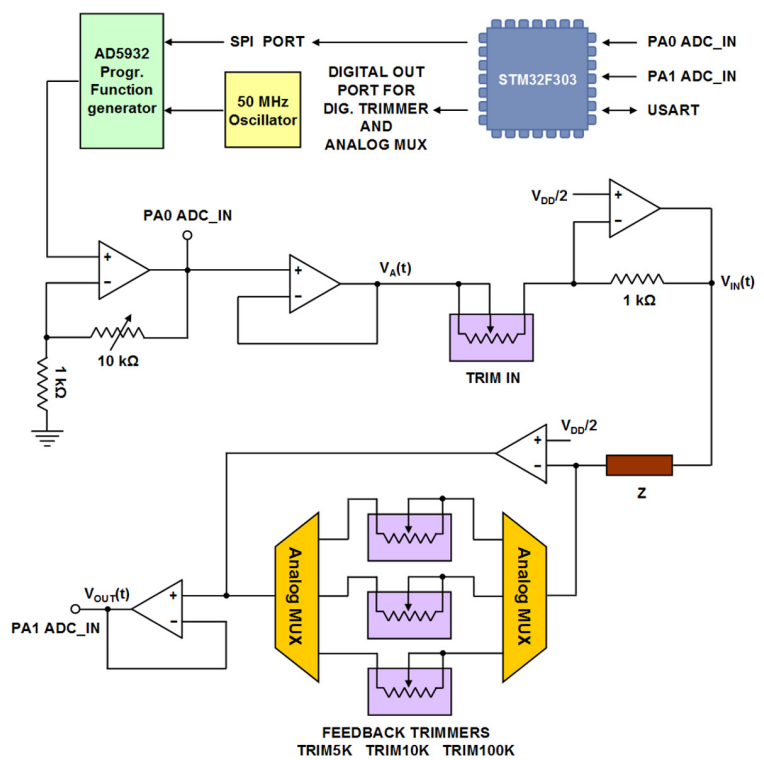 AD5932
Progr.
Function
generator
SPI PORT
50 MHz
Oscillator
DIGITAL OUT
PORT FOR
DIG. TRIMMER
AND
ANALOG MUX
STM32F303
PA0 ADC_IN
PA1 ADC_IN
USART
PA0 ADC_IN
+
−
10 kΩ
1 kΩ
+
−
VA(t)
TRIM IN
VDD/2
+
−
1 kΩ
VIN(t)
VDD/2
+
−
Z
Analog MUX
Analog MUX
VOUT(t)
PA1 ADC_IN
+
−
FEEDBACK TRIMMERS
TRIM5K TRIM10K TRIM100K